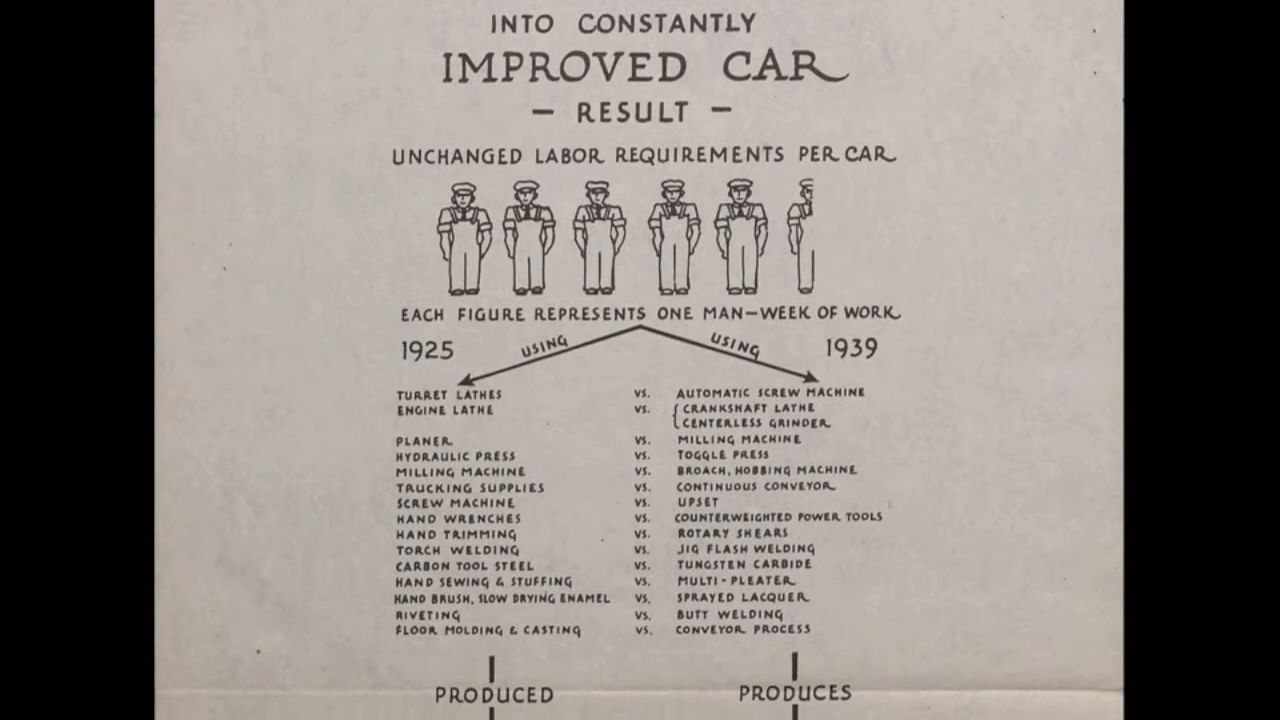 INTO CONSTANTLY
IMPROVED CAR
— RESULT —
UNCHANGED LABOR REQUIREMENTS PER CAR
EACH FIGURE REPRESENTS ONE MAN—WEEK OF WORK
1925 USING USING 1939
TURRET LATHES VS. AUTOMATIC SCREW MACHINE
ENGINE LATHE VS. { CRANKSHAFT LATHE
CENTERLESS GRINDER
PLANER VS. MILLING MACHINE
HYDRAULIC PRESS VS. TOGGLE PRESS
MILLING MACHINE VS. BROACH, HOBBING MACHINE
TRUCKING SUPPLIES VS. CONTINUOUS CONVEYOR
SCREW MACHINE VS. UPSET
HAND WRENCHES VS. COUNTERWEIGHTED POWER TOOLS
HAND TRIMMING VS. ROTARY SHEARS
TORCH WELDING VS. JIG FLASH WELDING
CARBON TOOL STEEL VS. TUNGSTEN CARBIDE
HAND SEWING & STUFFING VS. MULTI-PLEATER
HAND BRUSH, SLOW DRYING ENAMEL VS. SPRAYED LACQUER
RIVETING VS. BUTT WELDING
FLOOR MOLDING & CASTING VS. CONVEYOR PROCESS
PRODUCED PRODUCES